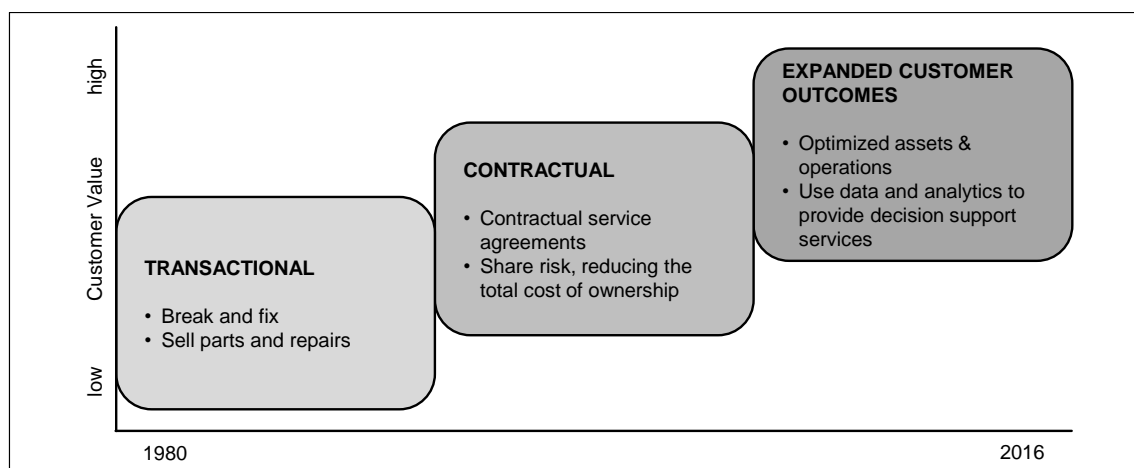 high
Customer Value
low
TRANSACTIONAL
• Break and fix
• Sell parts and repairs
CONTRACTUAL
• Contractual service
agreements
• Share risk, reducing the
total cost of ownership
EXPANDED CUSTOMER
OUTCOMES
• Optimized assets &
operations
• Use data and analytics to
provide decision support
services
1980
2016